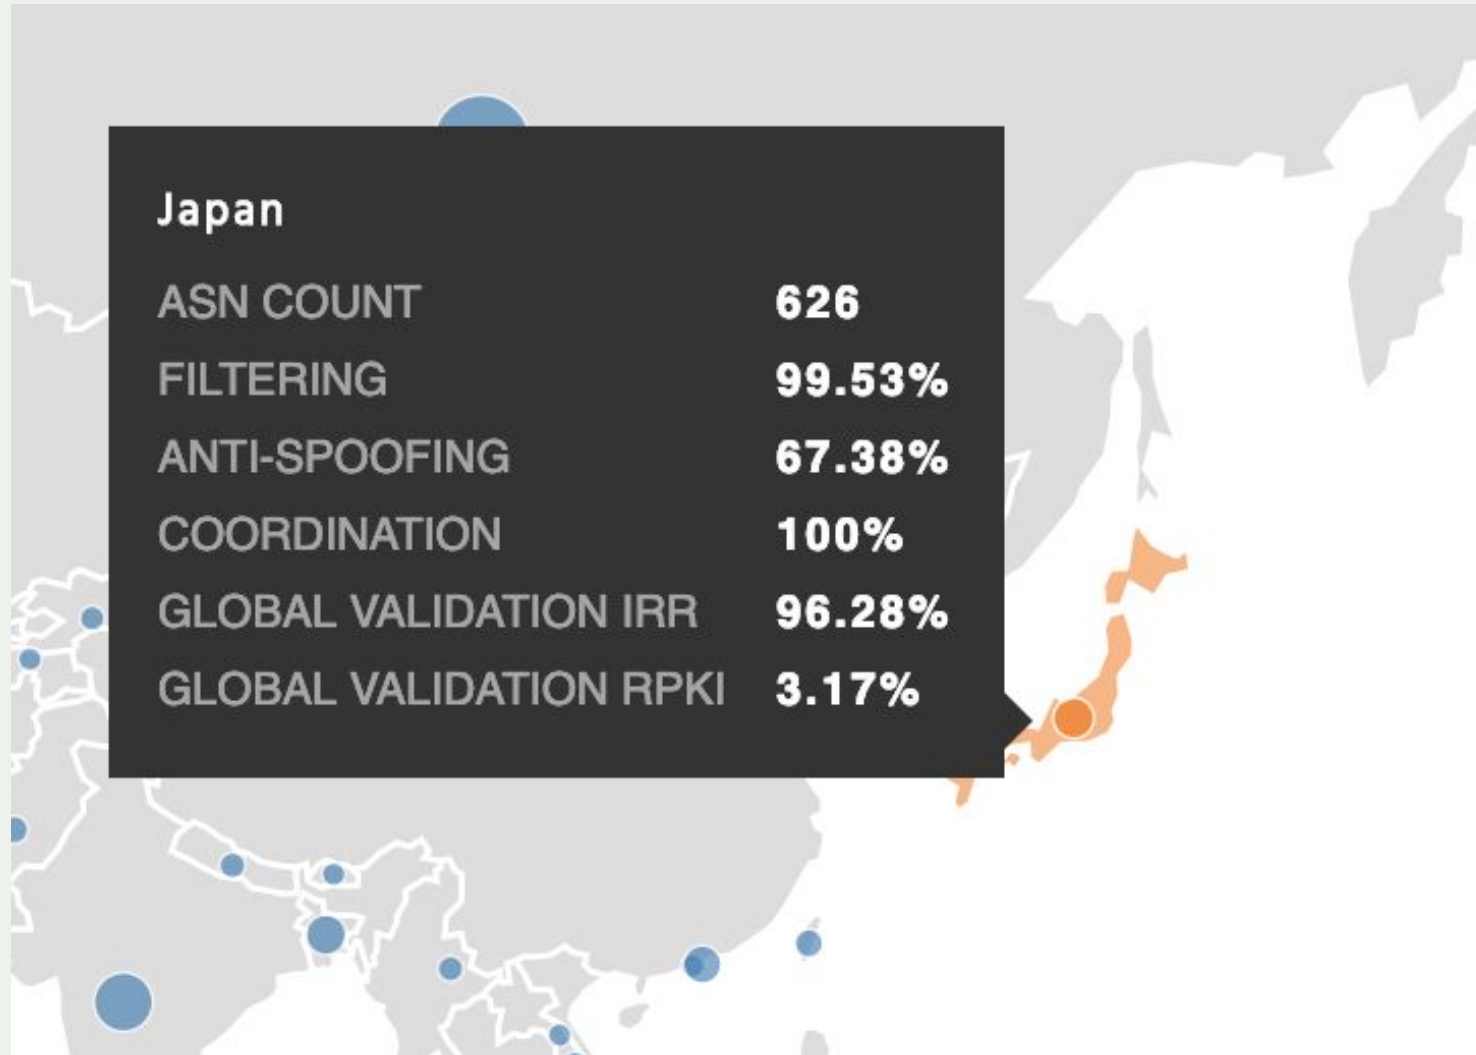 Japan
ASN COUNT 626
FILTERING 99.53%
ANTI-SPOOFING 67.38%
COORDINATION 100%
GLOBAL VALIDATION IRR 96.28%
GLOBAL VALIDATION RPKI 3.17%